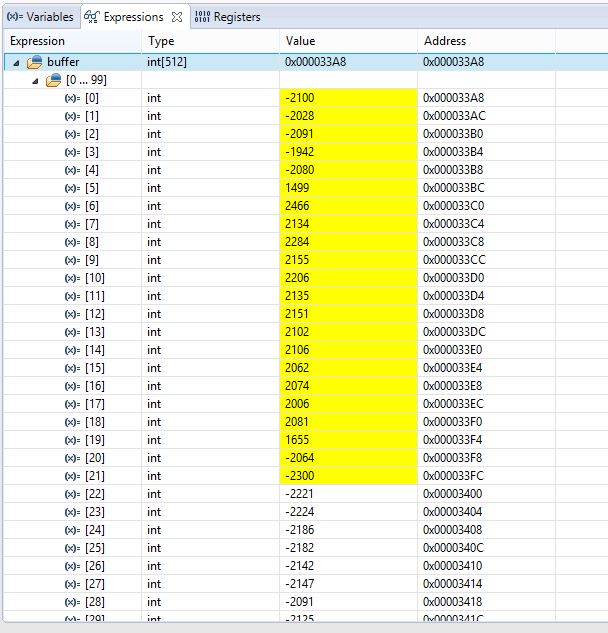 (x)= Variables Expressions 1010 0101 Registers
Expression Type Value Address
buffer int[512] 0x000033A8 0x000033A8
[0 ... 99]
(x)= [0] int -2100 0x000033A8
(x)= [1] int -2028 0x000033AC
(x)= [2] int -2091 0x000033B0
(x)= [3] int -1942 0x000033B4
(x)= [4] int -2080 0x000033B8
(x)= [5] int 1499 0x000033BC
(x)= [6] int 2466 0x000033C0
(x)= [7] int 2134 0x000033C4
(x)= [8] int 2284 0x000033C8
(x)= [9] int 2155 0x000033CC
(x)= [10] int 2206 0x000033D0
(x)= [11] int 2135 0x000033D4
(x)= [12] int 2151 0x000033D8
(x)= [13] int 2102 0x000033DC
(x)= [14] int 2106 0x000033E0
(x)= [15] int 2062 0x000033E4
(x)= [16] int 2074 0x000033E8
(x)= [17] int 2006 0x000033EC
(x)= [18] int 2081 0x000033F0
(x)= [19] int 1655 0x000033F4
(x)= [20] int -2064 0x000033F8
(x)= [21] int -2300 0x000033FC
(x)= [22] int -2221 0x00003400
(x)= [23] int -2224 0x00003404
(x)= [24] int -2186 0x00003408
(x)= [25] int -2182 0x0000340C
(x)= [26] int -2142 0x00003410
(x)= [27] int -2147 0x00003414
(x)= [28] int -2091 0x00003418
(x)= [29] int -2125 0x0000341C